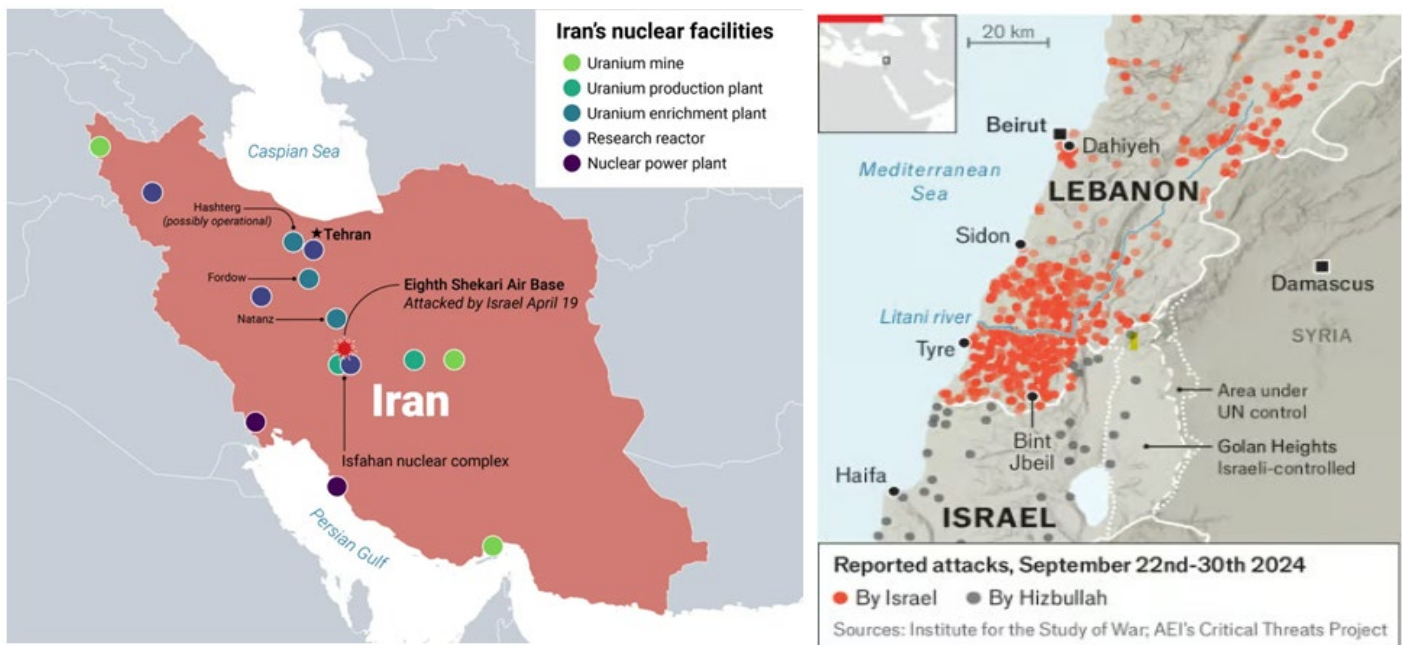 Iran's nuclear facilities
Uranium mine
Uranium production plant
Uranium enrichment plant
Research reactor
Nuclear power plant
Caspian Sea
Hashterg
(possibly operational)
Tehran
Fordow
Eighth Shekari Air Base
Attacked by Israel April 19
Natanz
Iran
Isfahan nuclear complex
Persian Gulf
20 km
Beirut
Dahiyeh
Mediterranean
Sea
LEBANON
Sidon
Damascus
Litani river
SYRIA
Tyre
Area under
UN control
Bint
Jbeil
Golan Heights
Israeli-controlled
Haifa
ISRAEL
Reported attacks, September 22nd-30th 2024
By Israel
By Hizbullah
Sources: Institute for the Study of War; AEI's Critical Threats Project